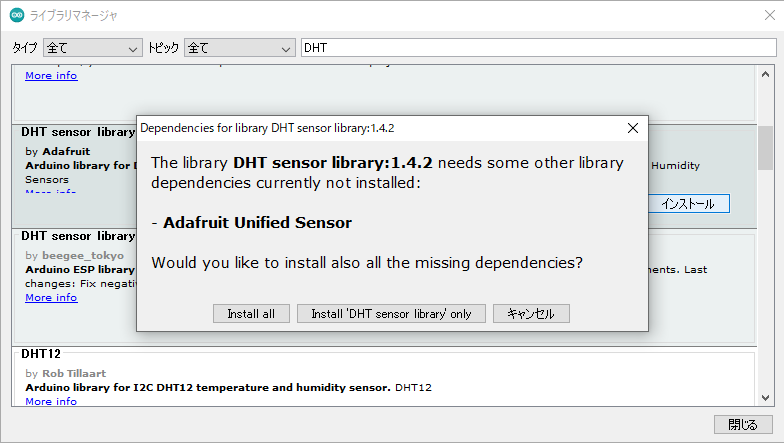 ライブラリマネージャ
タイプ 全て トピック 全て DHT
More info
DHT sensor library
by Adafruit
Arduino library for Humidity
Sensors
More info
インストール
Dependencies for library DHT sensor library:1.4.2
The library DHT sensor library:1.4.2 needs some other library
dependencies currently not installed:
- Adafruit Unified Sensor
Would you like to install also all the missing dependencies?
Install all Install 'DHT sensor library' only キャンセル
DHT sensor library
by beegee_tokyo
Arduino ESP library nents. Last
changes: Fix negativ
More info
DHT12
by Rob Tillaart
Arduino library for I2C DHT12 temperature and humidity sensor. DHT12
More info
閉じる